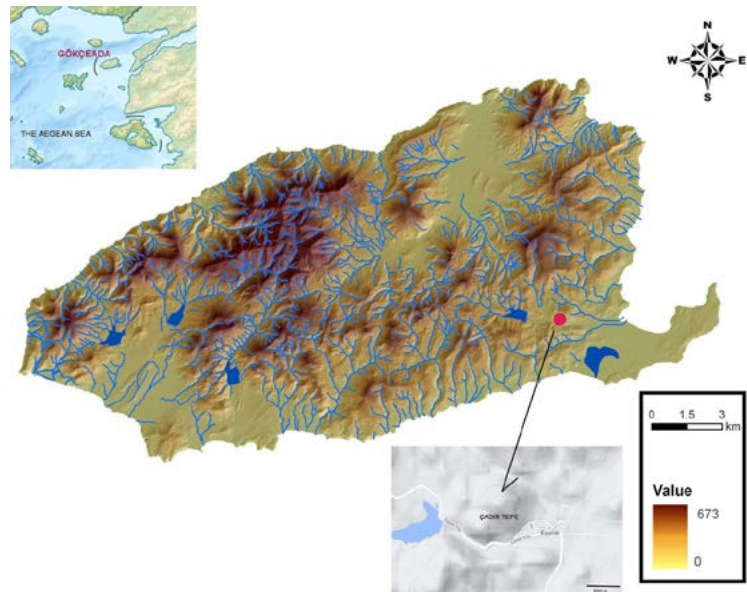 GÖKÇEADA
THE AEGEAN SEA
N
W E
S
0 1.5 3
km
Value
673
0
ÇADIR TEPE